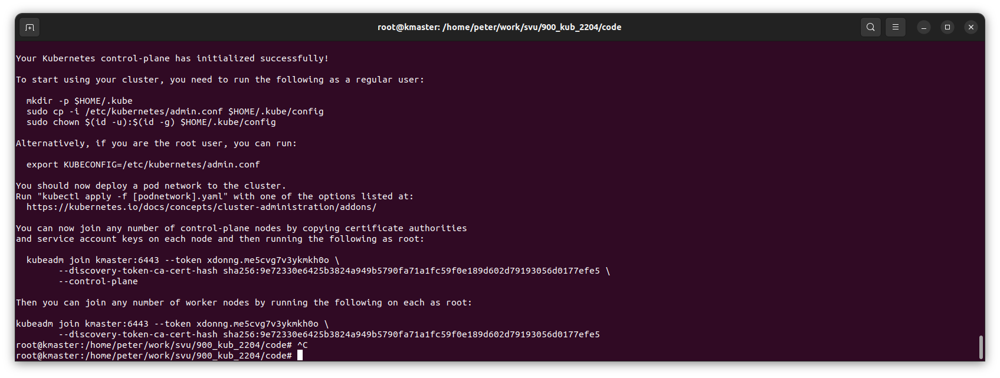 root@kmaster: /home/peter/work/svu/900_kub_2204/code
Your Kubernetes control-plane has initialized successfully!
To start using your cluster, you need to run the following as a regular user:
mkdir -p $HOME/.kube
sudo cp -i /etc/kubernetes/admin.conf $HOME/.kube/config
sudo chown $(id -u):$(id -g) $HOME/.kube/config
Alternatively, if you are the root user, you can run:
export KUBECONFIG=/etc/kubernetes/admin.conf
You should now deploy a pod network to the cluster.
Run "kubectl apply -f [podnetwork].yaml" with one of the options listed at:
https://kubernetes.io/docs/concepts/cluster-administration/addons/
You can now join any number of control-plane nodes by copying certificate authorities
and service account keys on each node and then running the following as root:
kubeadm join kmaster:6443 --token xdonng.me5cvg7v3ykmkh0o \
--discovery-token-ca-cert-hash sha256:9e72330e6425b3824a949b5790fa71a1fc59f0e189d602d79193056d0177efe5 \
--control-plane
Then you can join any number of worker nodes by running the following on each as root:
kubeadm join kmaster:6443 --token xdonng.me5cvg7v3ykmkh0o \
--discovery-token-ca-cert-hash sha256:9e72330e6425b3824a949b5790fa71a1fc59f0e189d602d79193056d0177efe5
root@kmaster:/home/peter/work/svu/900_kub_2204/code# ^C
root@kmaster:/home/peter/work/svu/900_kub_2204/code#